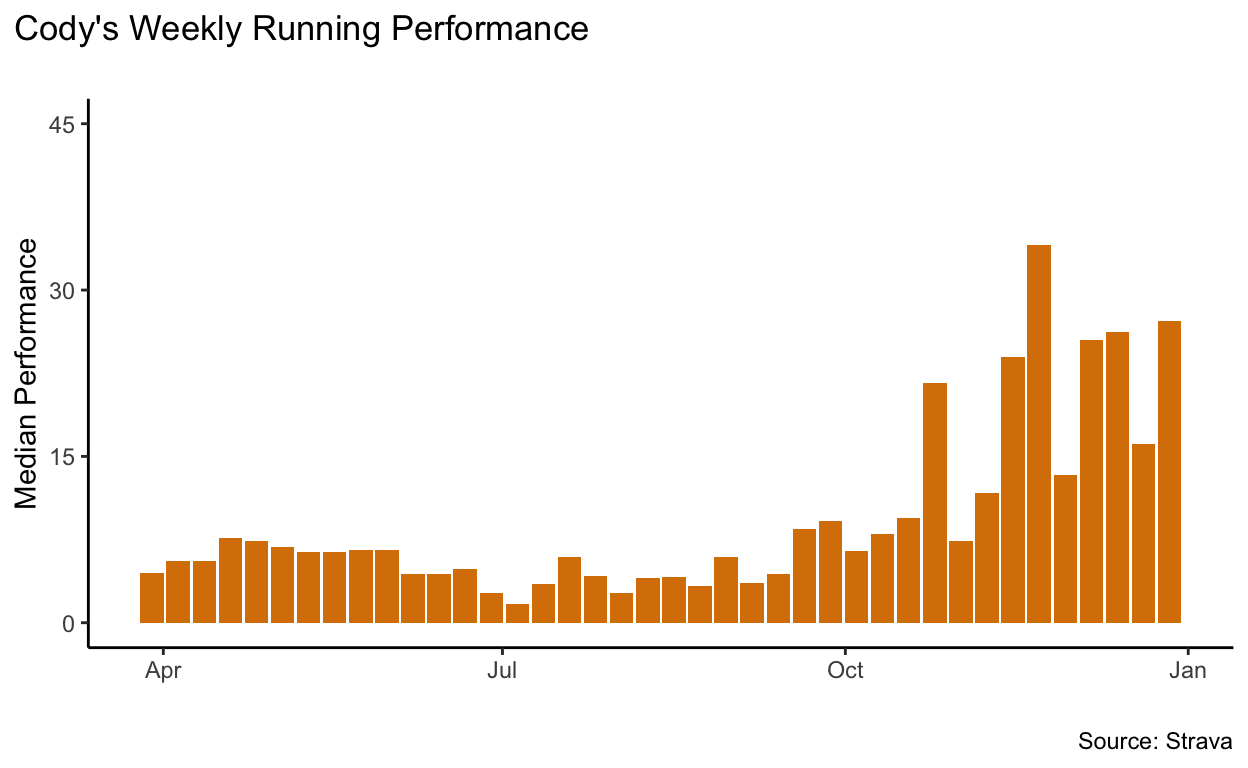 Cody's Weekly Running Performance
Median Performance
45
30
15
0
Apr Jul Oct Jan
Source: Strava